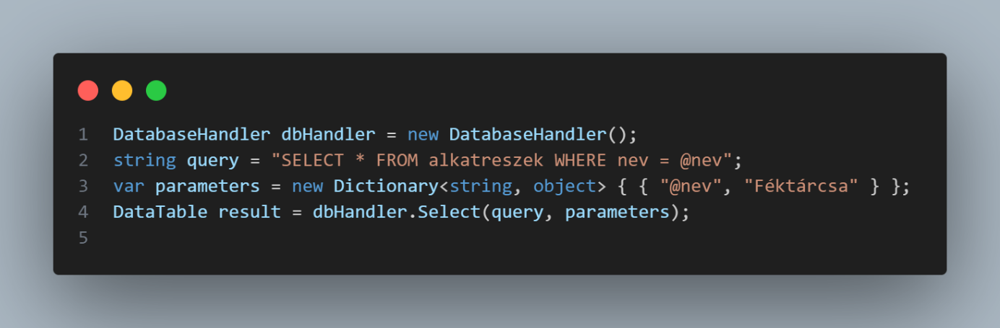 1 DatabaseHandler dbHandler = new DatabaseHandler();
2 string query = "SELECT * FROM alkatreszek WHERE nev = @nev";
3 var parameters = new Dictionary<string, object> { { "@nev", "Féktárcsa" } };
4 DataTable result = dbHandler.Select(query, parameters);
5